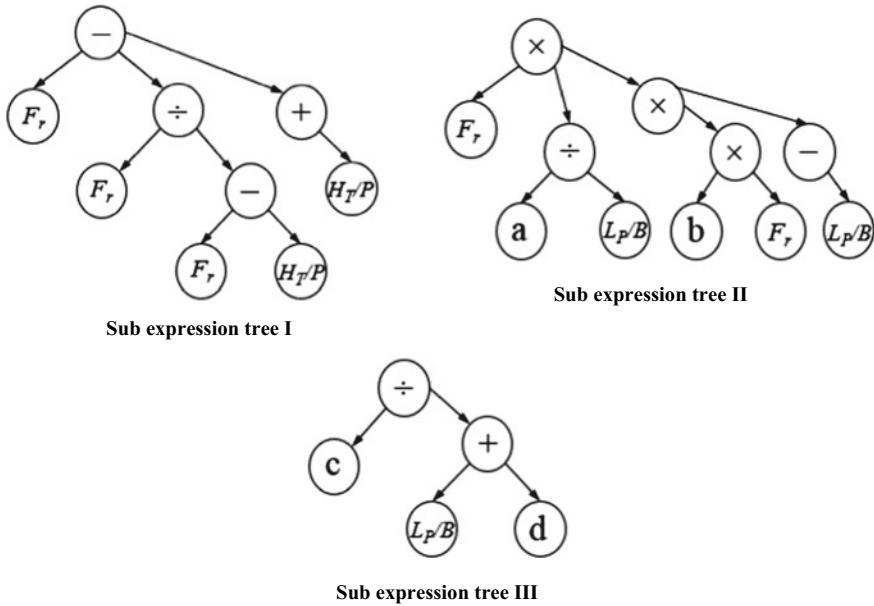 − ×
F_r ÷ + F_r ×
F_r − H_T/P ÷ × −
F_r H_T/P a L_P/B b F_r L_P/B
Sub expression tree I
Sub expression tree II
÷
c +
L_P/B d
Sub expression tree III